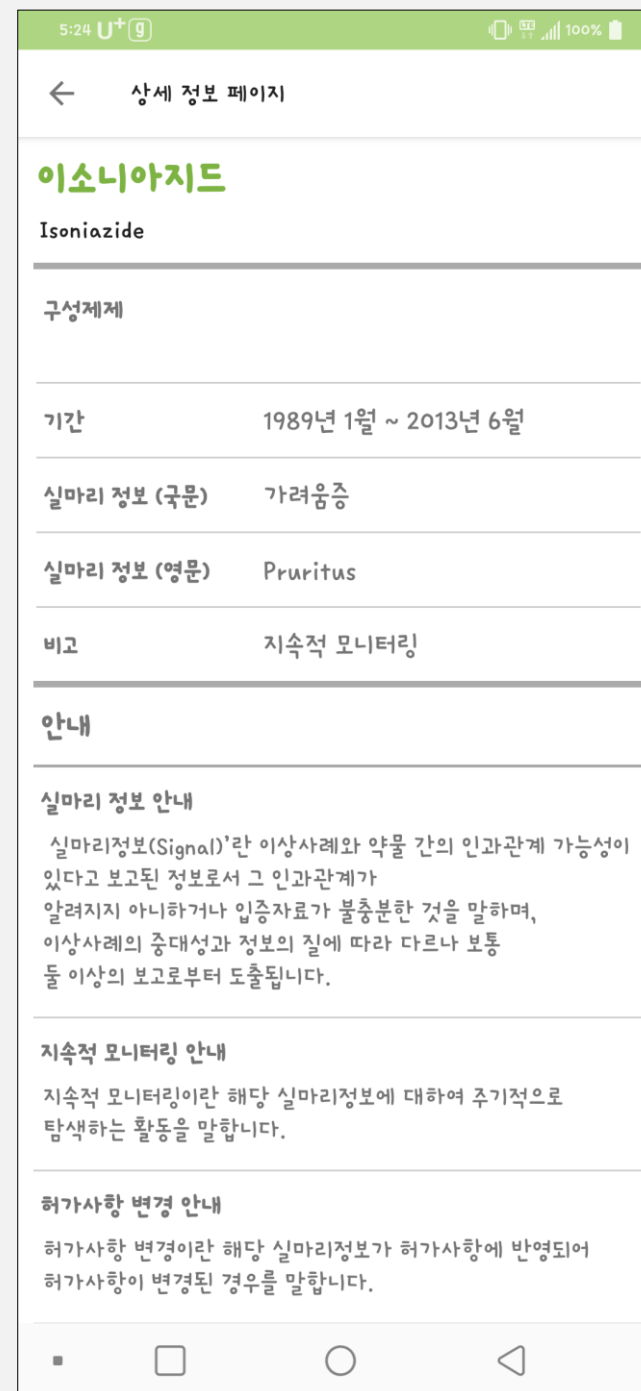 5:24 U+ g LTE 100%
상세 정보 페이지
이소니아지드
Isoniazide
구성제제
기간 1989년 1월 ~ 2013년 6월
실마리 정보 (국문) 가려움증
실마리 정보 (영문) Pruritus
비고 지속적 모니터링
안내
실마리 정보 안내
실마리정보(Signal)’란 이상사례와 약물 간의 인과관계 가능성이
있다고 보고된 정보로서 그 인과관계가
알려지지 아니하거나 입증자료가 불충분한 것을 말하며,
이상사례의 중대성과 정보의 질에 따라 다르나 보통
둘 이상의 보고로부터 도출됩니다.
지속적 모니터링 안내
지속적 모니터링이란 해당 실마리정보에 대하여 주기적으로
탐색하는 활동을 말합니다.
허가사항 변경 안내
허가사항 변경이란 해당 실마리정보가 허가사항에 반영되어
허가사항이 변경된 경우를 말합니다.